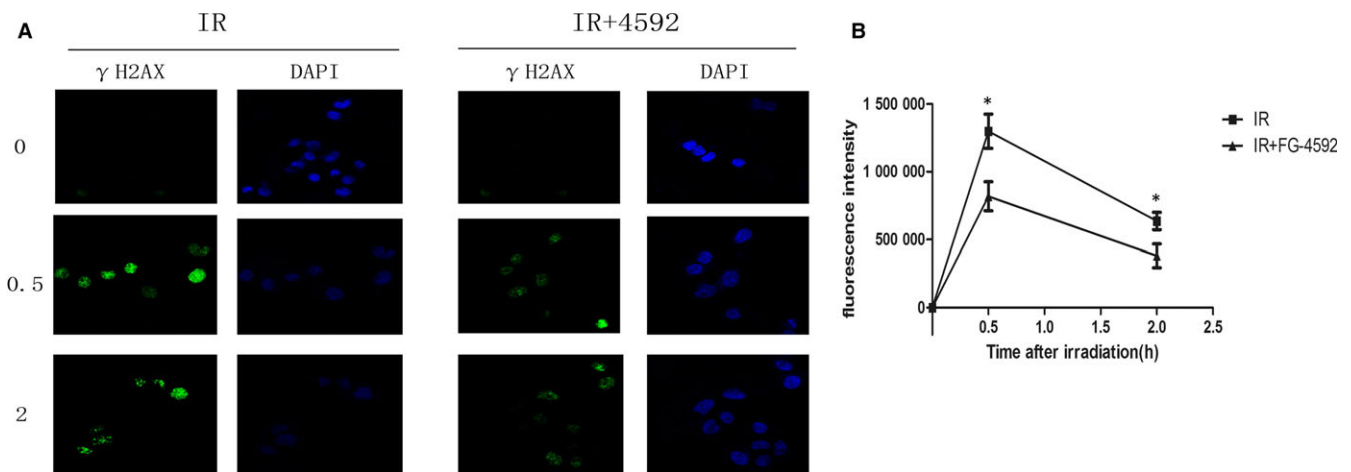 A
IR
IR+4592
γ H2AX
DAPI
γ H2AX
DAPI
0
0.5
2
B
1 500 000
1 000 000
500 000
0
fluorescence intensity
*
*
0.5
1.0
1.5
2.0
2.5
Time after irradiation(h)
IR
IR+FG-4592